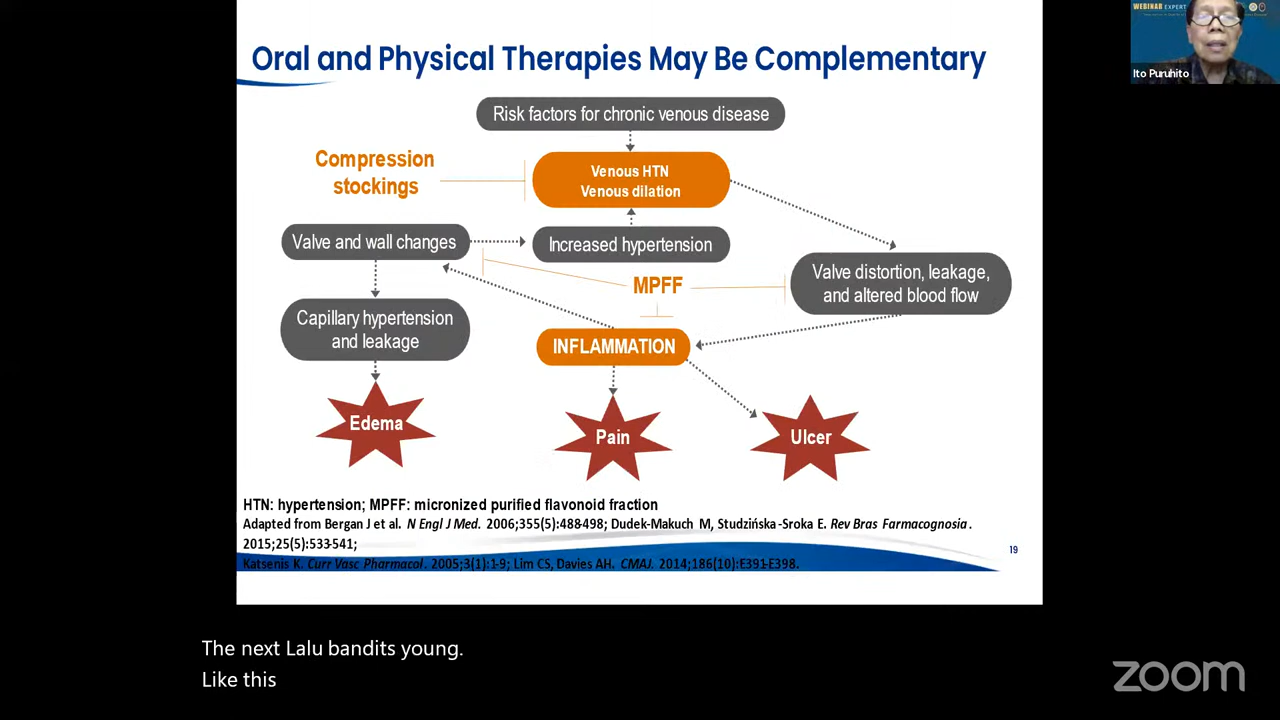 WEBINAR EXPERT
Ito Puruhito
Oral and Physical Therapies May Be Complementary
Risk factors for chronic venous disease
Compression
stockings
Venous HTN
Venous dilation
Valve and wall changes
Increased hypertension
MPFF
Valve distortion, leakage,
and altered blood flow
Capillary hypertension
and leakage
INFLAMMATION
Edema
Pain
Ulcer
HTN: hypertension; MPFF: micronized purified flavonoid fraction
Adapted from Bergan J et al. N Engl J Med. 2006;355(5):488-498; Dudek-Makuch M, Studzińska-Sroka E. Rev Bras Farmacognosia.
2015;25(5):533-541;
Katsenis K. Curr Vasc Pharmacol. 2005;3(1):1-9; Lim CS, Davies AH. CMAJ. 2014;186(10):E391-E398.
19
The next Lalu bandits young.
Like this
zoom